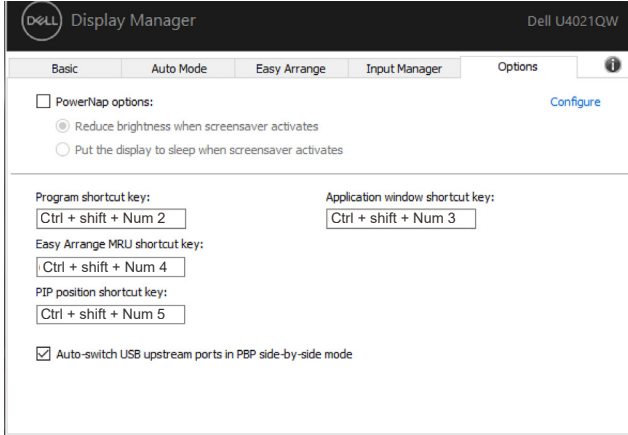 DELL Display Manager Dell U4021QW
Basic Auto Mode Easy Arrange Input Manager Options
PowerNap options: Configure
Reduce brightness when screensaver activates
Put the display to sleep when screensaver activates
Program shortcut key: Application window shortcut key:
Ctrl + shift + Num 2 Ctrl + shift + Num 3
Easy Arrange MRU shortcut key:
Ctrl + shift + Num 4
PIP position shortcut key:
Ctrl + shift + Num 5
Auto-switch USB upstream ports in PBP side-by-side mode